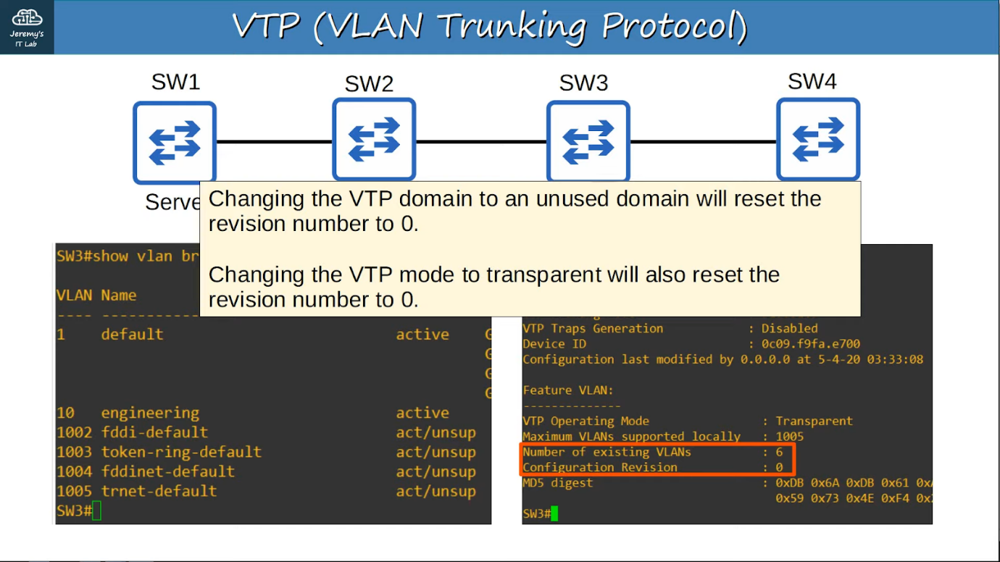 Jeremy's
IT Lab
VTP (VLAN Trunking Protocol)
SW1
SW2
SW3
SW4
Changing the VTP domain to an unused domain will reset the
revision number to 0.
Changing the VTP mode to transparent will also reset the
revision number to 0.
SW3#show vlan br
VLAN Name
---- ------------
1 default active
10 engineering active
1002 fddi-default act/unsup
1003 token-ring-default act/unsup
1004 fddinet-default act/unsup
1005 trnet-default act/unsup
SW3#
VTP Traps Generation : Disabled
Device ID : 0c09.f9fa.e700
Configuration last modified by 0.0.0.0 at 5-4-20 03:33:08
Feature VLAN:
--------------
VTP Operating Mode : Transparent
Maximum VLANs supported locally : 1005
Number of existing VLANs : 6
Configuration Revision : 0
MD5 digest : 0xDB 0x6A 0xDB 0x61
0x59 0x73 0x4E 0xF4
SW3#